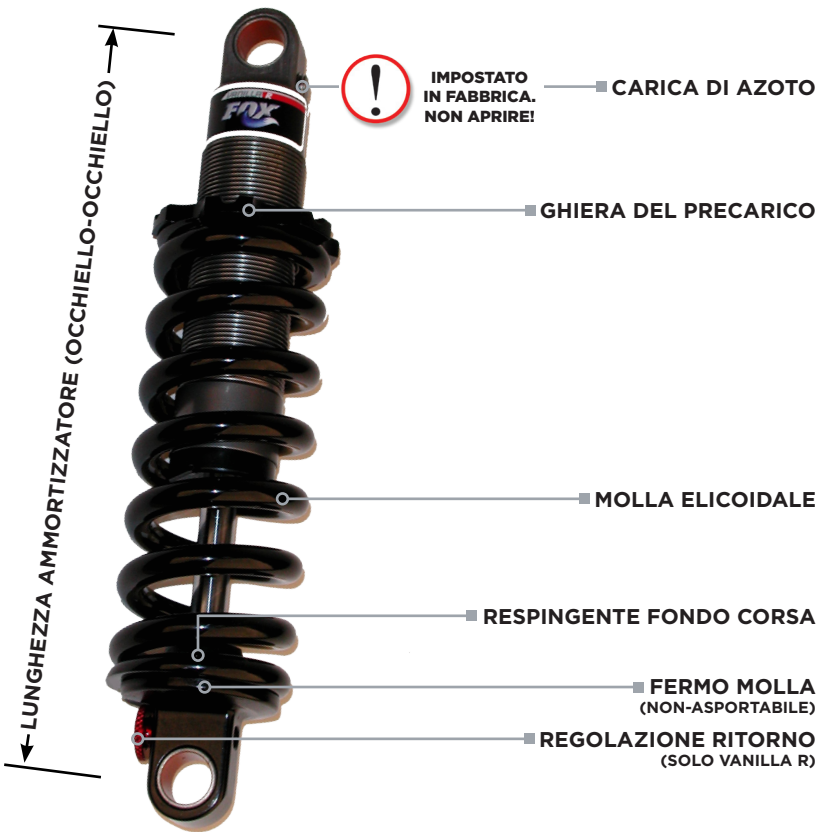 IMPOSTATO
IN FABBRICA.
NON APRIRE!
CARICA DI AZOTO
VANILLA R
FOX
GHIERA DEL PRECARICO
LUNGHEZZA AMMORTIZZATORE (OCCHIELLO-OCCHIELLO)
MOLLA ELICOIDALE
RESPINGENTE FONDO CORSA
FERMO MOLLA
(NON-ASPORTABILE)
REGOLAZIONE RITORNO
(SOLO VANILLA R)